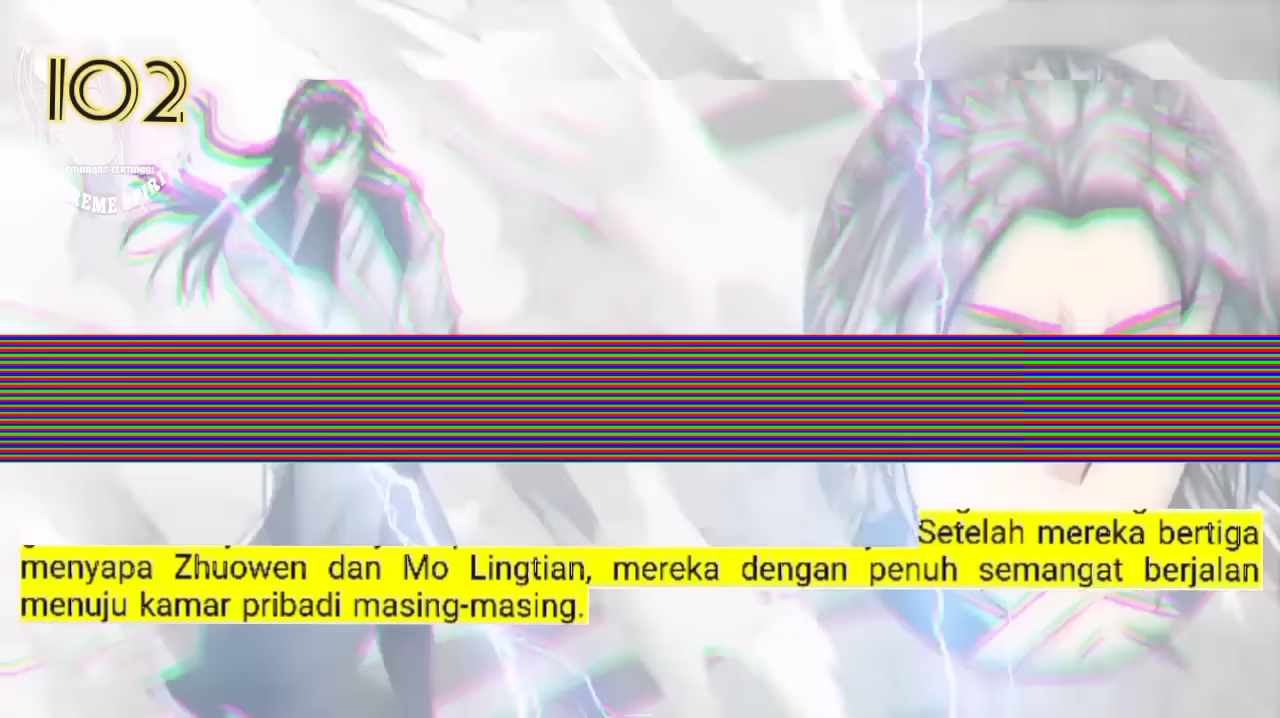 102
Setelah mereka bertiga
menyapa Zhuowen dan Mo Lingtian, mereka dengan penuh semangat berjalan
menuju kamar pribadi masing-masing.